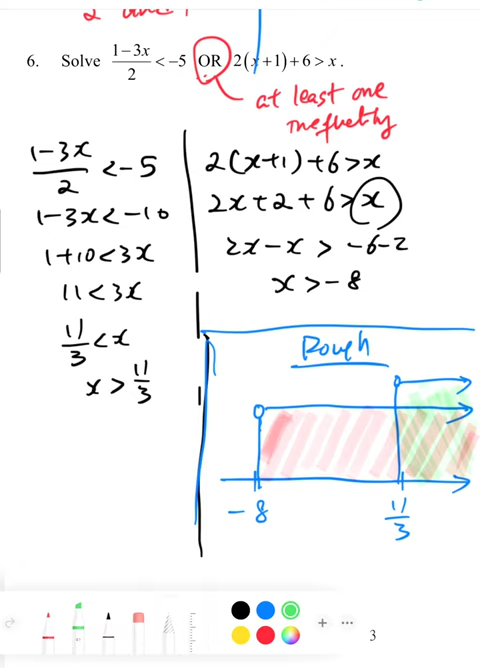 6. Solve (1−3x)/2 < −5 OR 2(x+1)+6 > x.
at least one
inequality
(1−3x)/2 < −5
1−3x < −10
1+10 < 3x
11 < 3x
11/3 < x
x > 11/3
2(x+1)+6 > x
2x+2+6 > x
2x−x > −6−2
x > −8
Rough
−8
11/3
3